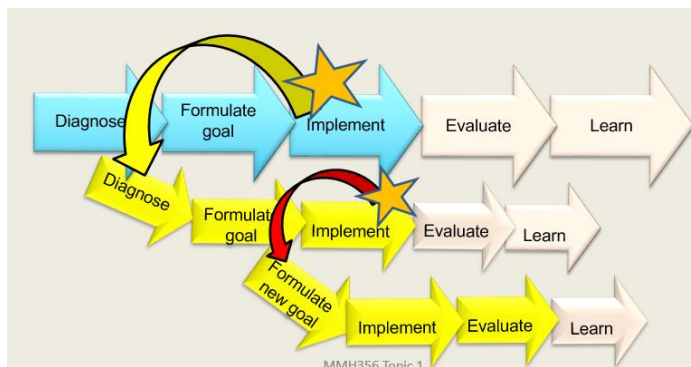 Diagnose
Formulate
goal
Implement
Evaluate
Learn
Diagnose
Formulate
goal
Implement
Evaluate
Learn
Formulate
new goal
Implement
Evaluate
Learn
MMH356 Topic 1